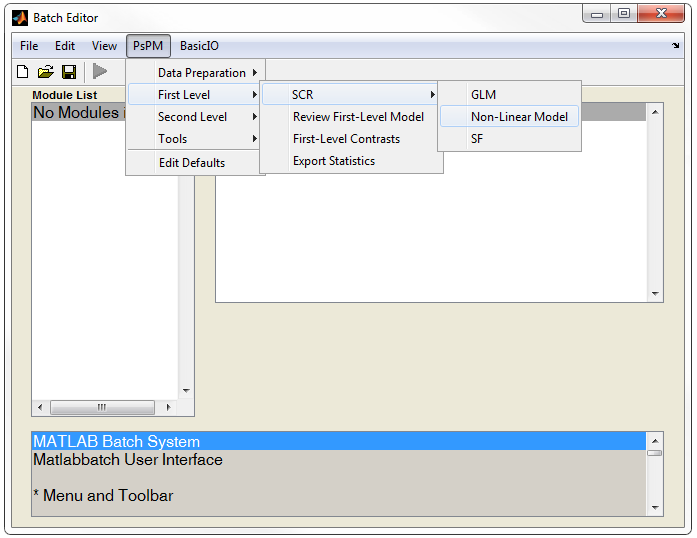 Batch Editor
File Edit View PsPM BasicIO
Data Preparation
First Level
Second Level
Tools
Edit Defaults
SCR
Review First-Level Model
First-Level Contrasts
Export Statistics
GLM
Non-Linear Model
SF
Module List
No Modules
MATLAB Batch System
Matlabbatch User Interface
* Menu and Toolbar